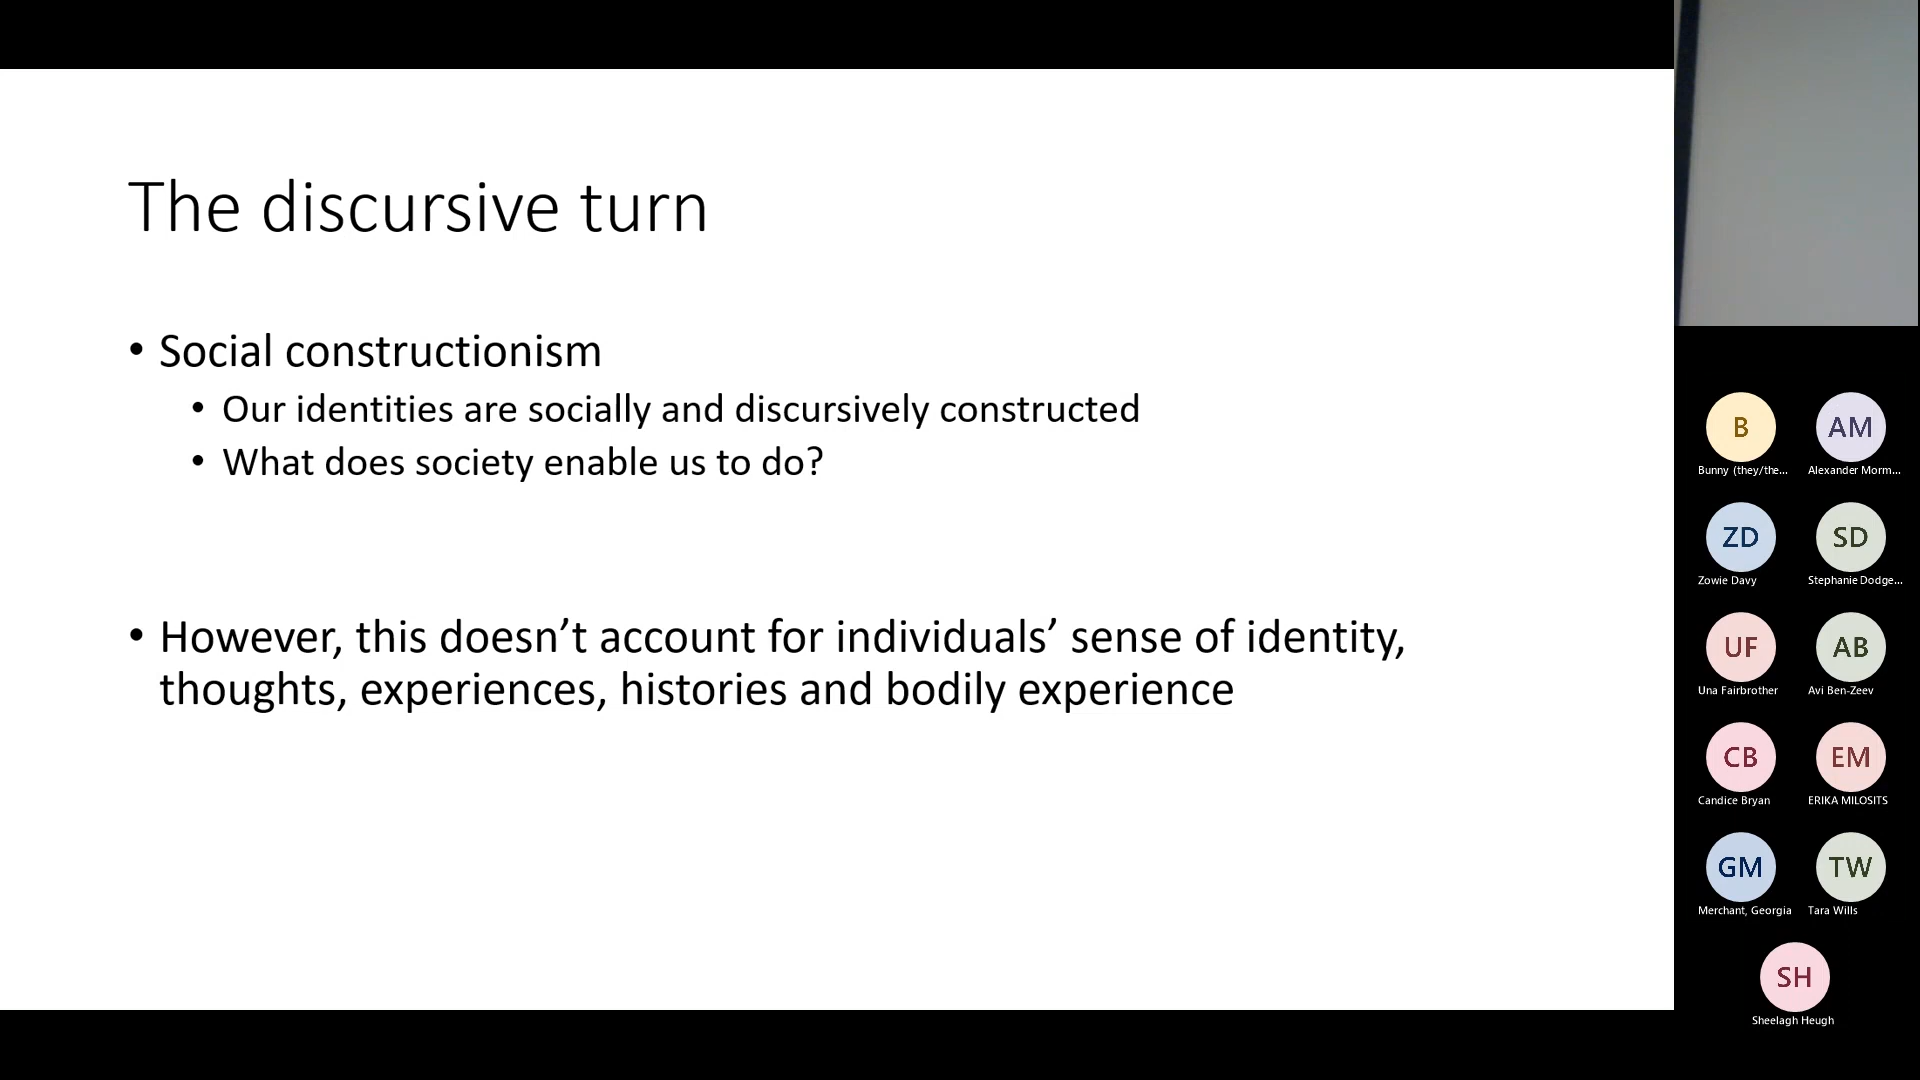 The discursive turn
• Social constructionism
• Our identities are socially and discursively constructed
• What does society enable us to do?
• However, this doesn’t account for individuals’ sense of identity,
thoughts, experiences, histories and bodily experience
B
Bunny (they/the...
AM
Alexander Morm...
ZD
Zowie Davy
SD
Stephanie Dodge...
UF
Una Fairbrother
AB
Avi Ben-Zeev
CB
Candice Bryan
EM
ERIKA MILOSITS
GM
Merchant, Georgia
TW
Tara Wills
SH
Sheelagh Heugh